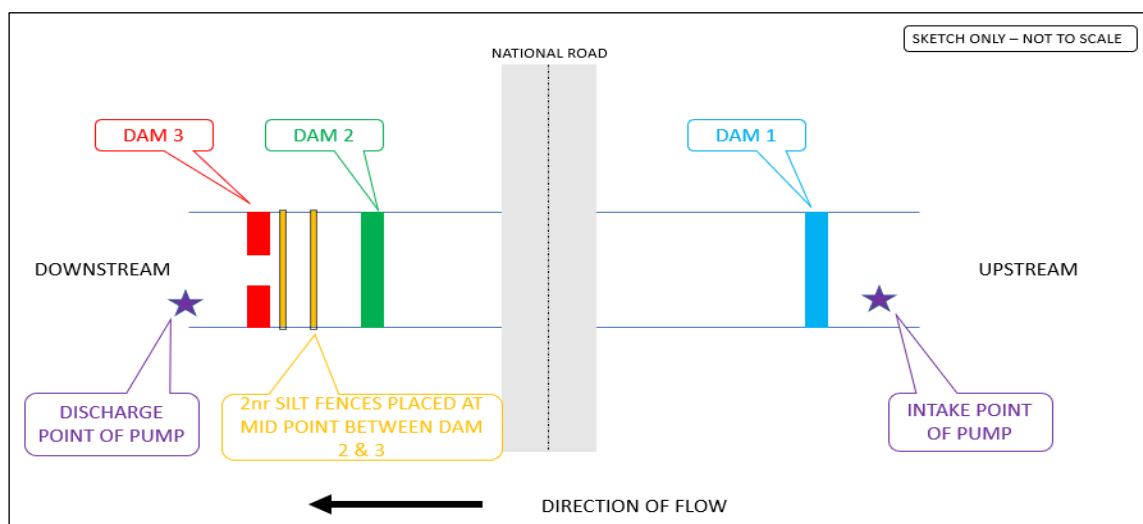 SKETCH ONLY – NOT TO SCALE
NATIONAL ROAD
DAM 3
DAM 2
DAM 1
DOWNSTREAM
UPSTREAM
DISCHARGE
POINT OF PUMP
2nr SILT FENCES PLACED AT
MID POINT BETWEEN DAM
2 & 3
INTAKE POINT
OF PUMP
DIRECTION OF FLOW